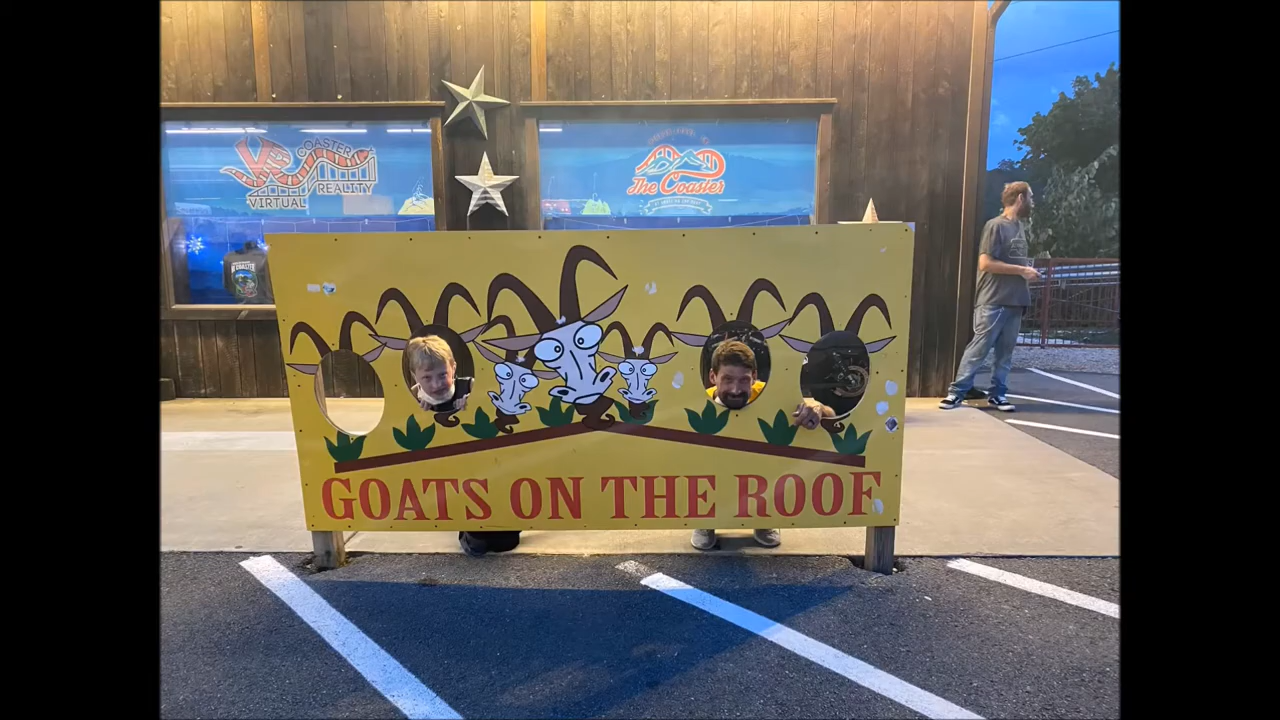 VR
COASTER
VIRTUAL REALITY
The Coaster
GOATS ON THE ROOF